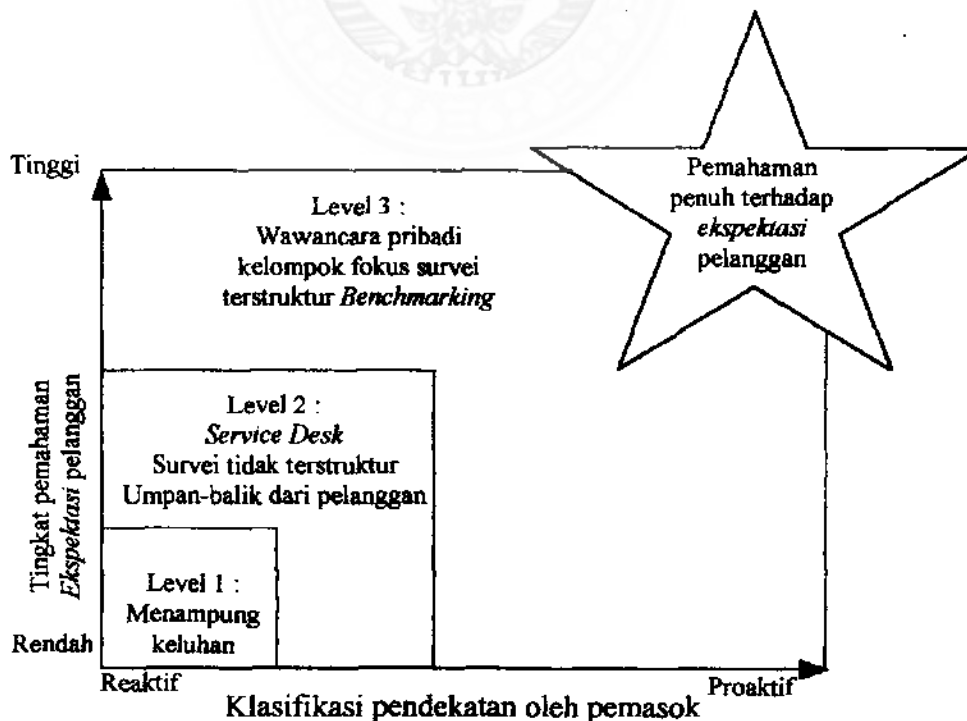 Tinggi
Level 3 :
Wawancara pribadi
kelompok fokus survei
terstruktur Benchmarking
Pemahaman
penuh terhadap
ekspektasi
pelanggan
Tingkat pemahaman
Ekspektasi pelanggan
Level 2 :
Service Desk
Survei tidak terstruktur
Umpan-balik dari pelanggan
Level 1 :
Menampung
keluhan
Rendah
Reaktif
Proaktif
Klasifikasi pendekatan oleh pemasok